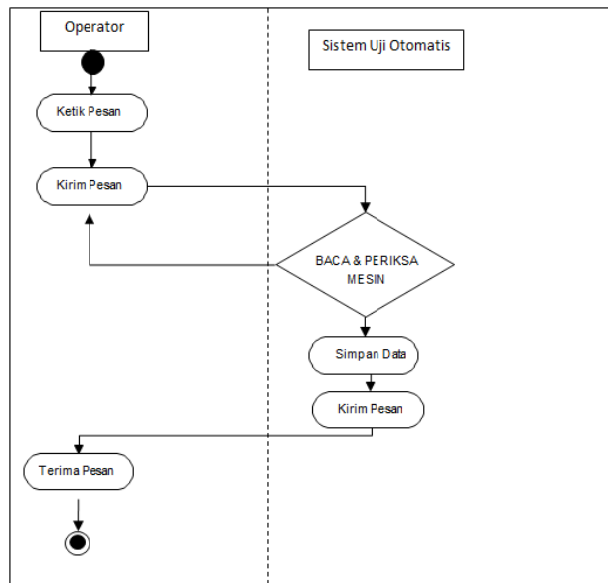 Operator
Sistem Uji Otomatis
Ketik Pesan
Kirim Pesan
BACA & PERIKSA
MESIN
Simpan Data
Kirim Pesan
Terima Pesan